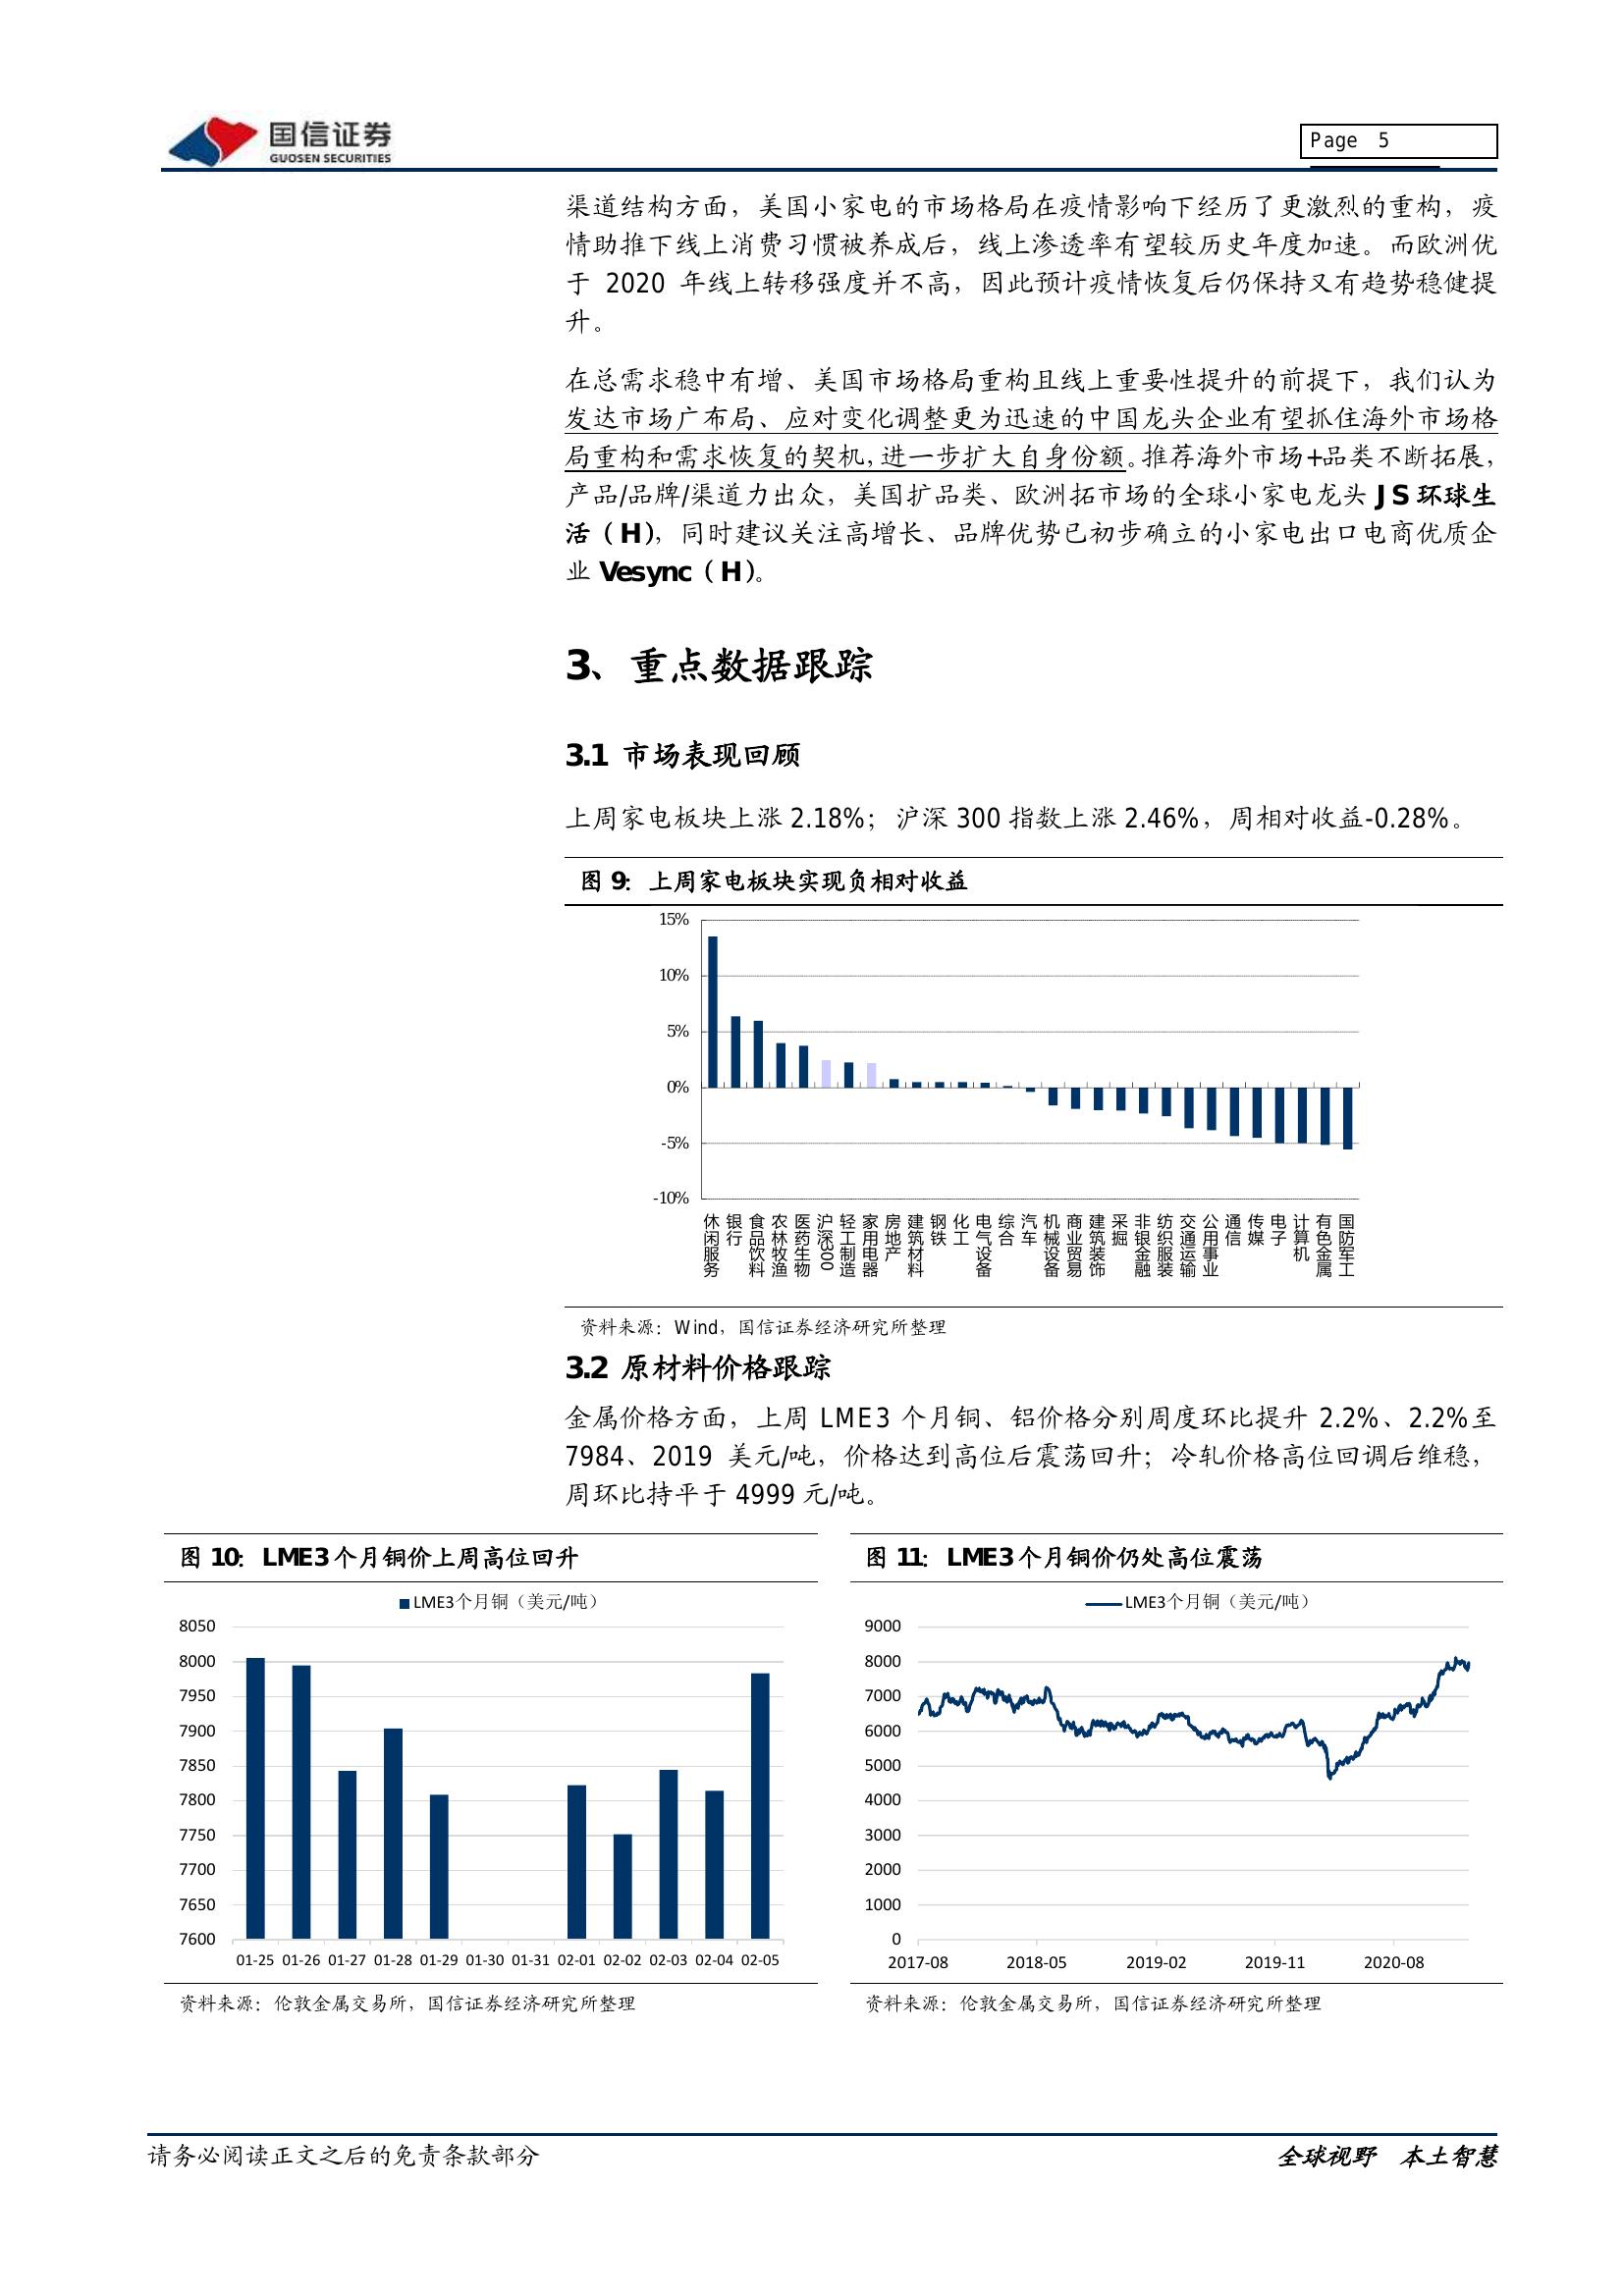 国信证券
GUOSEN SECURITIES
Page 5
渠道结构方面，美国小家电的市场格局在疫情影响下经历了更激烈的重构，疫
情助推下线上消费习惯被养成后，线上渗透率有望较历史年度加速。而欧洲优
于 2020 年线上转移强度并不高，因此预计疫情恢复后仍保持又有趋势稳健提
升。
在总需求稳中有增、美国市场格局重构且线上重要性提升的前提下，我们认为
发达市场广布局、应对变化调整更为迅速的中国龙头企业有望抓住海外市场格
局重构和需求恢复的契机，进一步扩大自身份额。推荐海外市场+品类不断拓展，
产品/品牌/渠道力出众，美国扩品类、欧洲拓市场的全球小家电龙头 JS 环球生
活（H），同时建议关注高增长、品牌优势已初步确立的小家电出口电商优质企
业 Vesync（H）。
3、重点数据跟踪
3.1 市场表现回顾
上周家电板块上涨 2.18%；沪深 300 指数上涨 2.46%，周相对收益-0.28%。
图 9：上周家电板块实现负相对收益
15%
10%
5%
0%
-5%
-10%
休闲服务 银行 食品饮料 农林牧渔 医药生物 沪深300 轻工制造 家用电器 房地产 建筑材料 钢铁 化工 电气设备 综合 汽车 机械设备 商业贸易 建筑装饰 采掘 非银金融 纺织服装 交通运输 公用事业 通信 传媒 电子 计算机 有色金属 国防军工
资料来源：Wind，国信证券经济研究所整理
3.2 原材料价格跟踪
金属价格方面，上周 LME3 个月铜、铝价格分别周度环比提升 2.2%、2.2%至
7984、2019 美元/吨，价格达到高位后震荡回升；冷轧价格高位回调后维稳，
周环比持平于 4999 元/吨。
图 10：LME3 个月铜价上周高位回升
LME3个月铜（美元/吨）
8050
8000
7950
7900
7850
7800
7750
7700
7650
7600
01-25 01-26 01-27 01-28 01-29 01-30 01-31 02-01 02-02 02-03 02-04 02-05
资料来源：伦敦金属交易所，国信证券经济研究所整理
图 11：LME3 个月铜价仍处高位震荡
LME3个月铜（美元/吨）
9000
8000
7000
6000
5000
4000
3000
2000
1000
0
2017-08 2018-05 2019-02 2019-11 2020-08
资料来源：伦敦金属交易所，国信证券经济研究所整理
请务必阅读正文之后的免责条款部分
全球视野 本土智慧